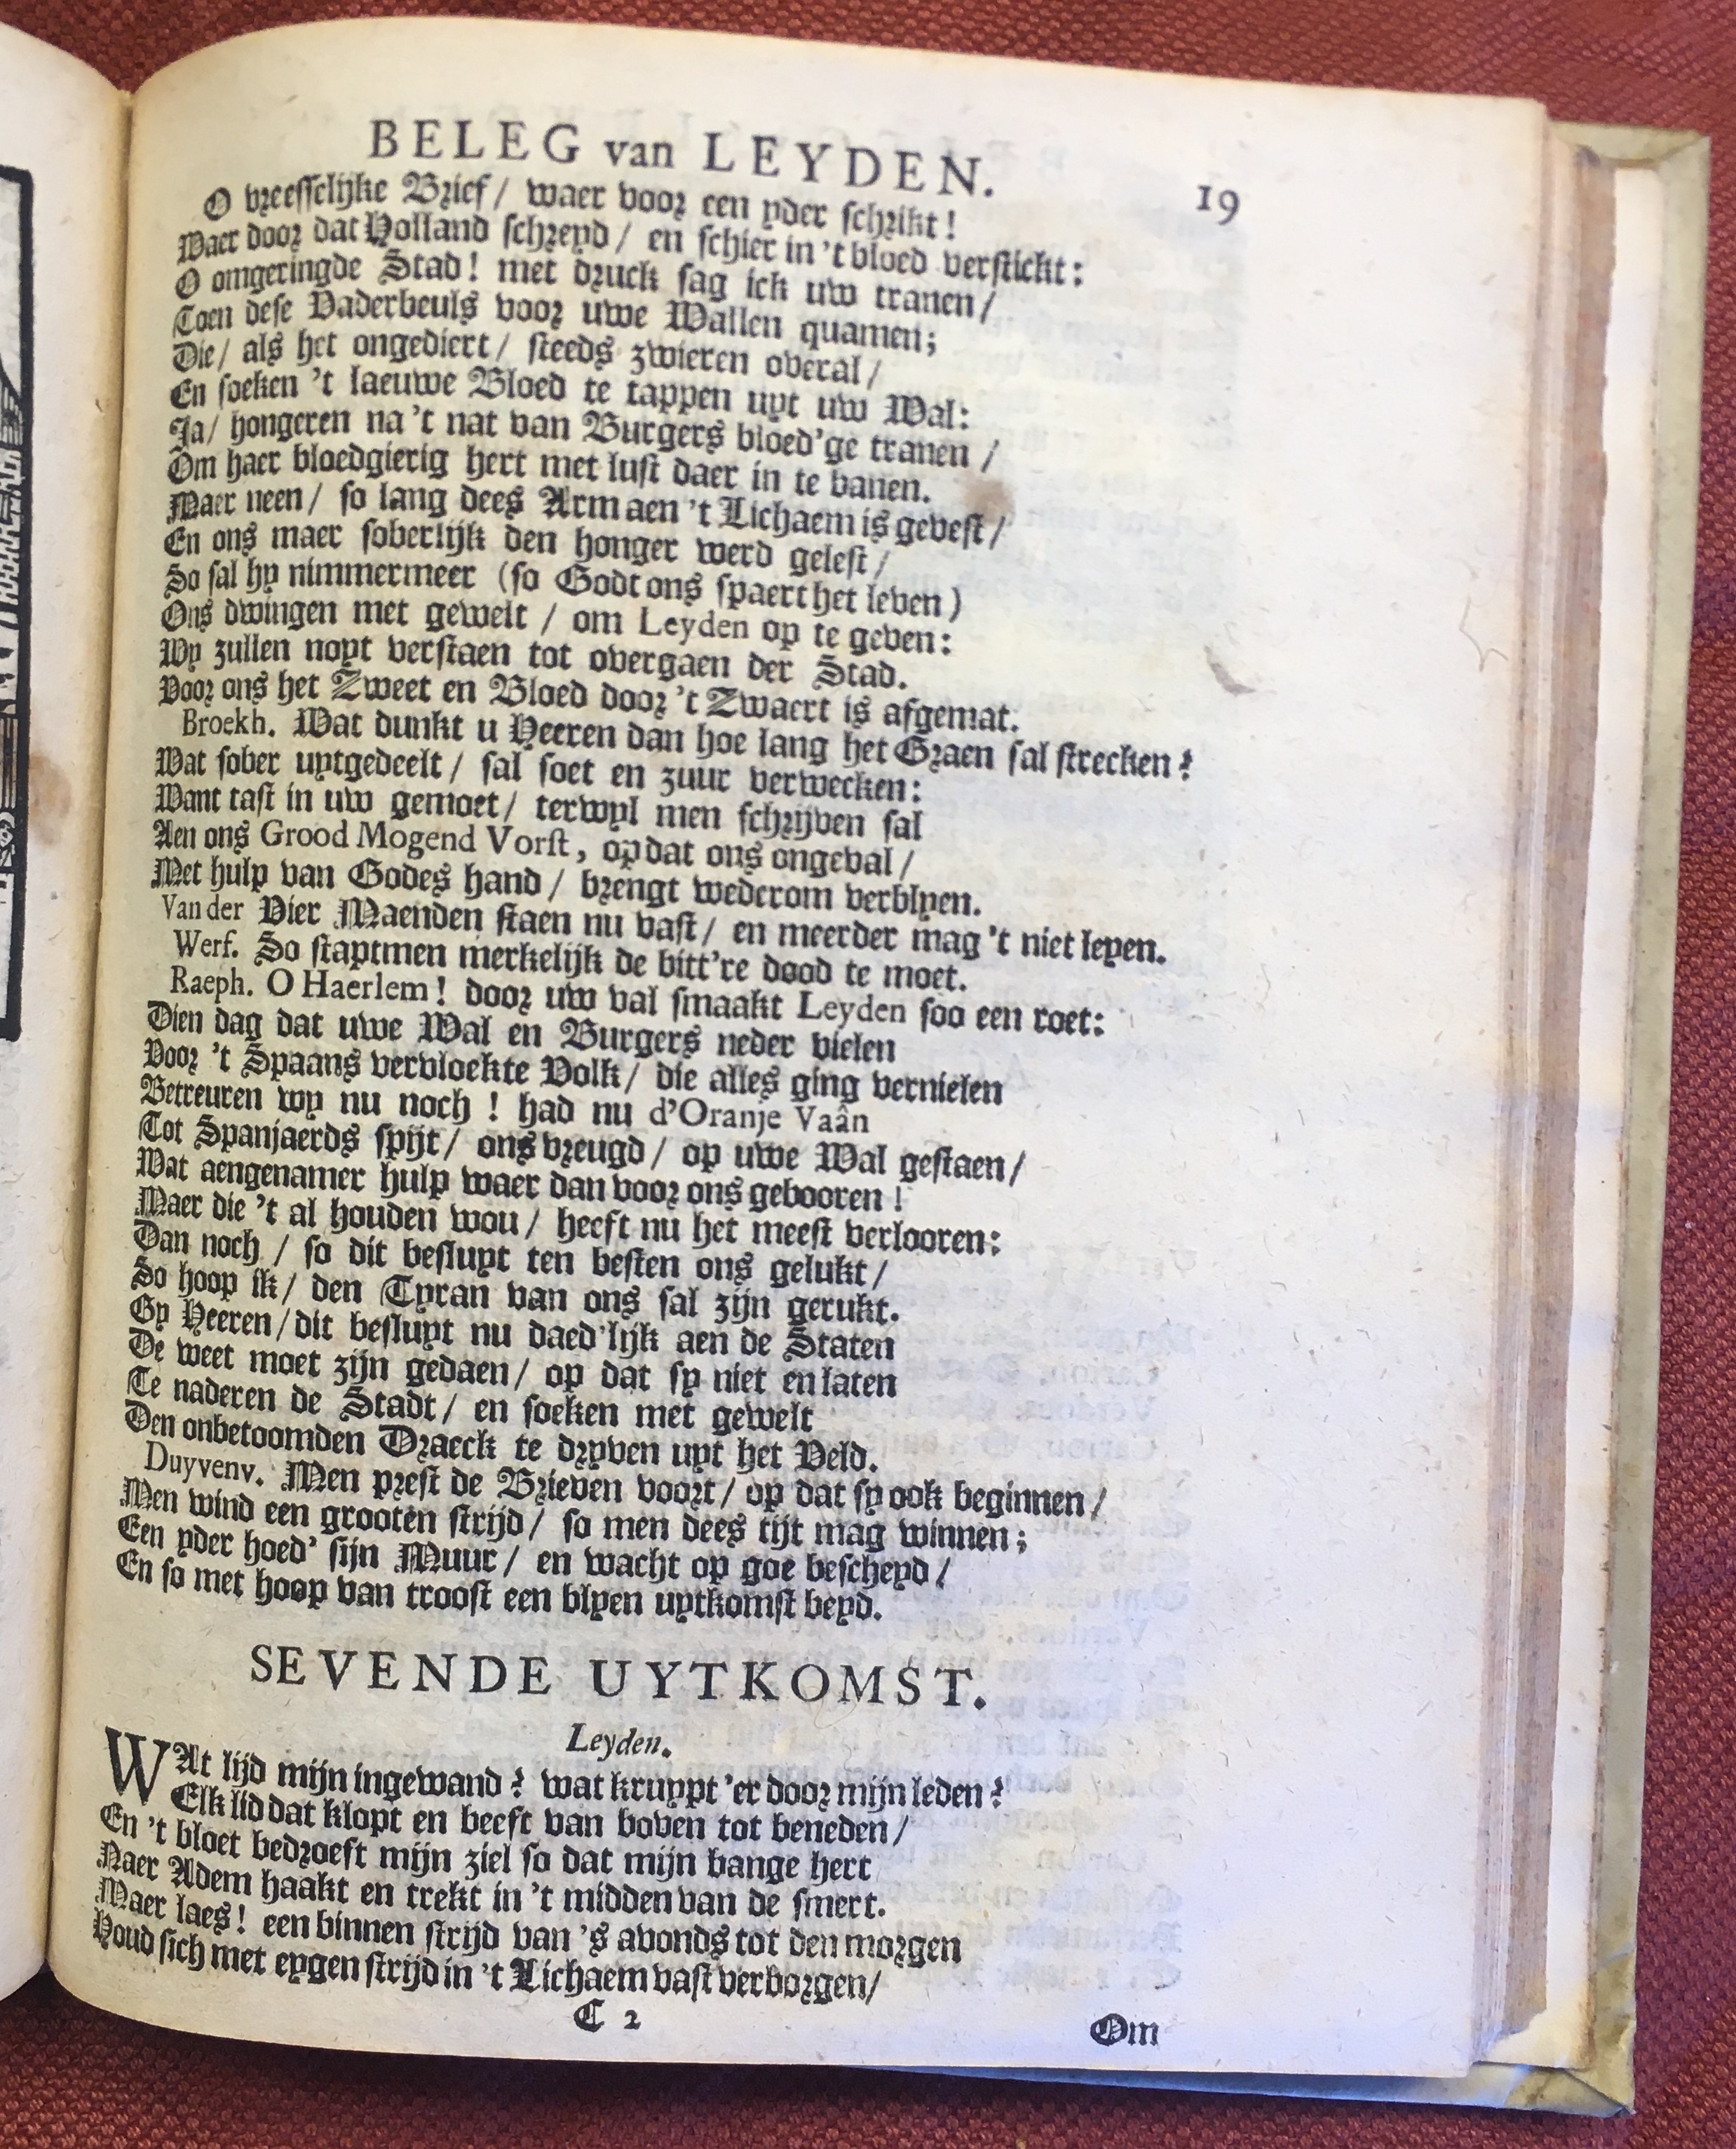 BELEG van LEYDEN. 19
O vreesselijke Brief / waer voor een yder schrikt !
Waer door dat Holland schreyd / en schier in 't bloed verstickt :
O omgeringde Stad ! met druck sag ick uw tranen /
Toen dese Vaderbeuls voor uwe Wallen quamen ;
Die / als het ongediert / steeds zwieren overal /
En soeken 't laeuwe Bloed te tappen uyt uw Wal :
Ja / hongeren na 't nat van Burgers bloed'ge tranen /
Om haer bloedgierig hert met lust daer in te banen.
Maer neen / so lang dees Arm aen 't Lichaem is gevest /
En ons maer soberlijk den honger werd gelest /
So sal hy nimmermeer (so Godt ons spaert het leven)
Ons dwingen met gewelt / om Leyden op te geven :
Wy zullen noyt verstaen tot overgaen der Stad.
Voor ons het Zweet en Bloed door 't Zwaert is afgemat.
Broekh. Wat dunkt u Heeren dan hoe lang het Graen sal strecken ?
Wat sober uytgedeelt / sal soet en zuur verwecken :
Want tast in uw gemoet / terwyl men schrijven sal
Aen ons Grood Mogend Vorst, op dat ons ongeval /
Met hulp van Godes hand / brengt wederom verblyen.
Van der Vier Maenden staen nu vast / en meerder mag 't niet leyen.
Werf. So staptmen merkelijk de bitt're dood te moet.
Raeph. O Haerlem ! door uw val smaakt Leyden soo een roet :
Dien dag dat uwe Wal en Burgers neder vielen
Voor 't Spaans vervloekte Volk / die alles ging vernielen
Betreuren wy nu noch ! had nu d'Oranje Vaân
Tot Spanjaerds spijt / ons vreugd / op uwe Wal gestaen /
Wat aengenamer hulp waer dan voor ons gebooren !
Maer die 't al houden wou / heeft nu het meest verlooren :
Dan noch / so dit besluyt ten besten ons gelukt /
So hoop ik / den Tyran van ons sal zijn gerukt.
Gy Heeren / dit besluyt nu daed'lijk aen de Staten
De weet moet zijn gedaen / op dat sy niet en laten
Te naderen de Stadt / en soeken met gewelt
Den onbetoomden Draeck te dryven uyt het Veld.
Duyvenv. Men prest de Brieven voort / op dat sy ook beginnen /
Men wind een grooten strijd / so men dees tijt mag winnen ;
Een yder hoed' sijn Muur / en wacht op goe bescheyd /
En so met hoop van troost een blyen uytkomst beyd.
SEVENDE UYTKOMST.
Leyden.
WAt lijd mijn ingewand ? wat kruypt 'er door mijn leden ?
Elk lid dat klopt en beeft van boven tot beneden /
En 't bloet bedroeft mijn ziel so dat mijn bange hert
Naer Adem haakt en trekt in 't midden van de smert.
Maer laes ! een binnen strijd van 's avonds tot den morgen
Houd sich met eygen strijd in 't Lichaem vast verborgen /
C 2 Om